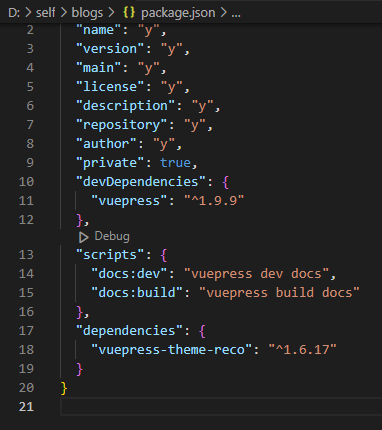 D: > self > blogs > {} package.json > ...
2 "name": "y",
3 "version": "y",
4 "main": "y",
5 "license": "y",
6 "description": "y",
7 "repository": "y",
8 "author": "y",
9 "private": true,
10 "devDependencies": {
11 "vuepress": "^1.9.9"
12 },
Debug
13 "scripts": {
14 "docs:dev": "vuepress dev docs",
15 "docs:build": "vuepress build docs"
16 },
17 "dependencies": {
18 "vuepress-theme-reco": "^1.6.17"
19 }
20 }
21